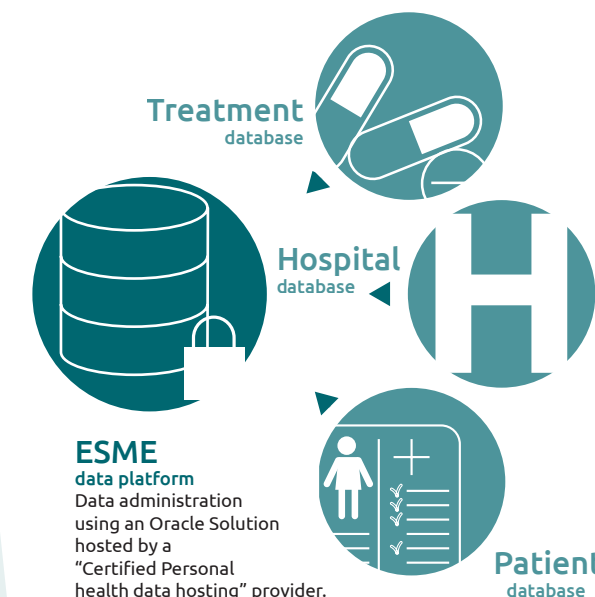 Treatment
database
Hospital
database
H
ESME
data platform
Data administration
using an Oracle Solution
hosted by a
“Certified Personal
health data hosting” provider.
Patient
database